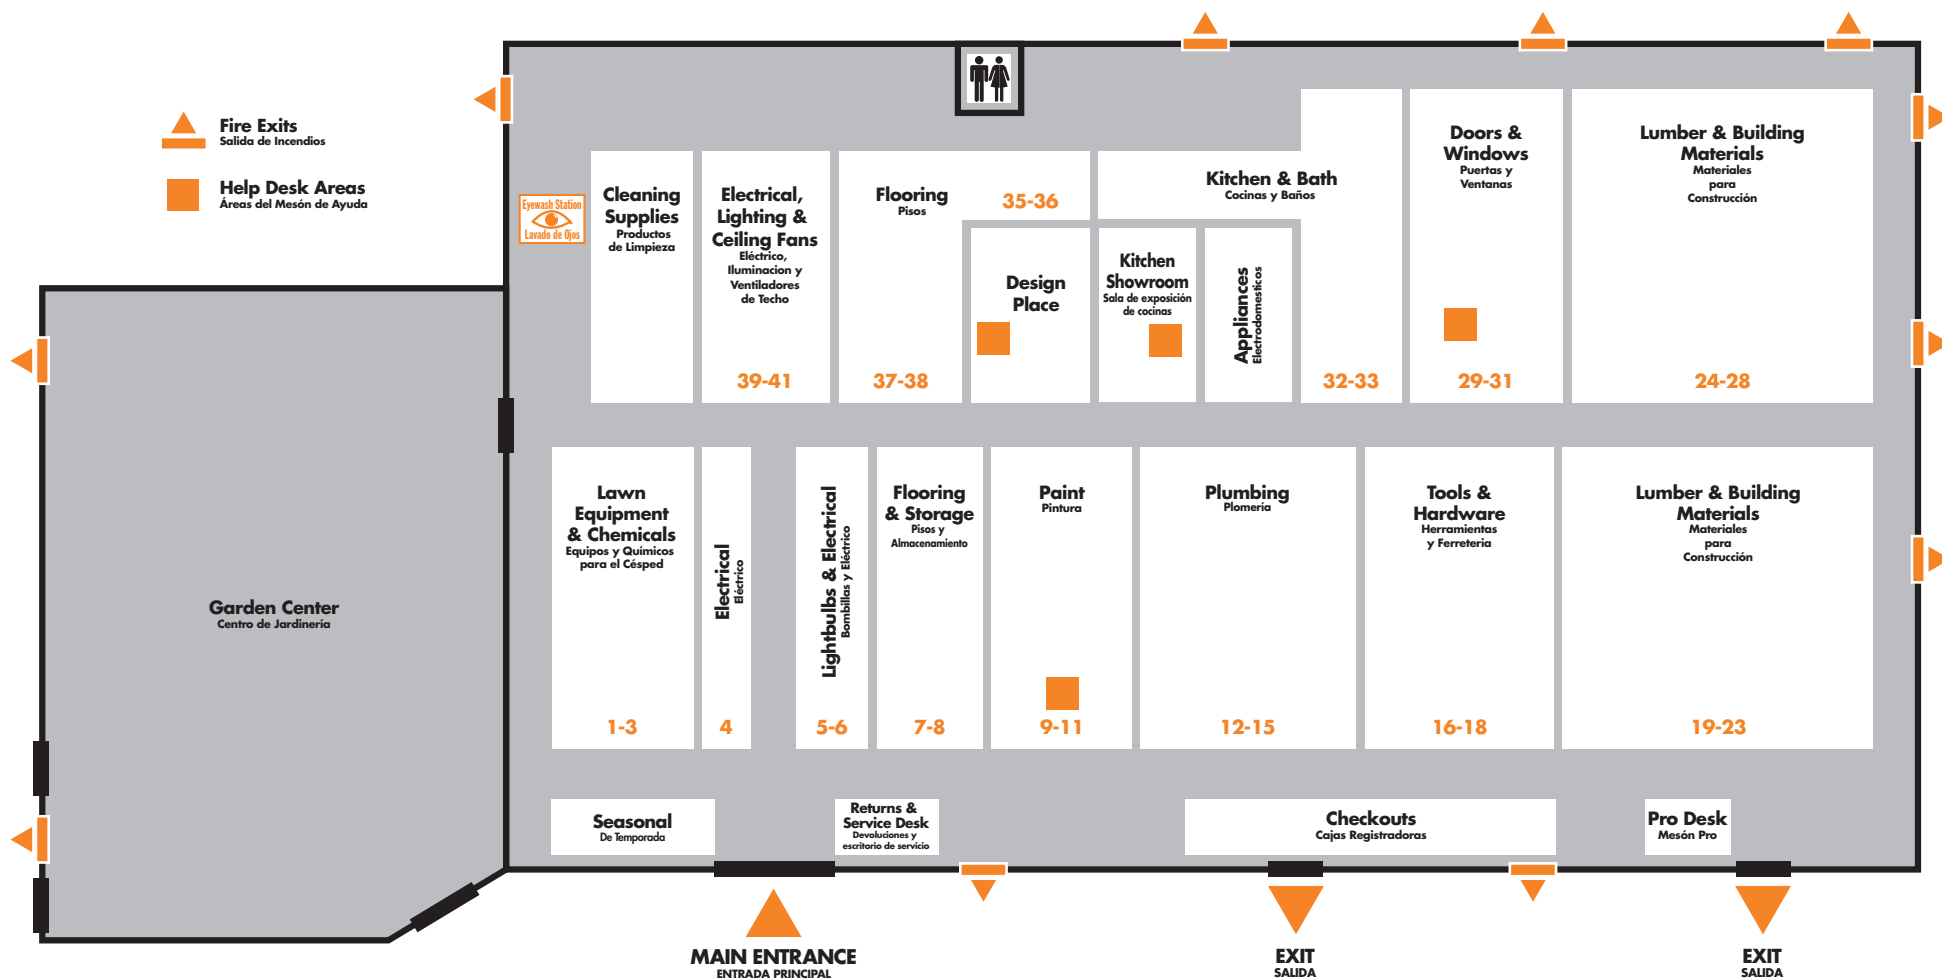 Fire Exits
Salida de Incendios
Help Desk Areas
Áreas del Mesón de Ayuda
Eyewash Station
Lavado de Ojos
Cleaning
Supplies
Productos
de Limpieza
Electrical,
Lighting &
Ceiling Fans
Eléctrico,
Iluminacion y
Ventiladores
de Techo
39-41
Flooring
Pisos
35-36
37-38
Design
Place
Kitchen & Bath
Cocinas y Baños
Kitchen
Showroom
Sala de exposición
de cocinas
Appliances
Electrodomesticos
32-33
Doors &
Windows
Puertas y
Ventanas
29-31
Lumber & Building
Materials
Materiales
para
Construcción
24-28
Garden Center
Centro de Jardinería
Lawn
Equipment
& Chemicals
Equipos y Químicos
para el Césped
1-3
Electrical
Eléctrico
4
Lightbulbs & Electrical
Bombillas y Eléctrico
5-6
Flooring
& Storage
Pisos y
Almacenamiento
7-8
Paint
Pintura
9-11
Plumbing
Plomería
12-15
Tools &
Hardware
Herramientas
y Ferreteria
16-18
Lumber & Building
Materials
Materiales
para
Construcción
19-23
Seasonal
De Temporada
Returns &
Service Desk
Devoluciones y
escritorio de servicio
Checkouts
Cajas Registradoras
Pro Desk
Mesón Pro
MAIN ENTRANCE
ENTRADA PRINCIPAL
EXIT
SALIDA
EXIT
SALIDA